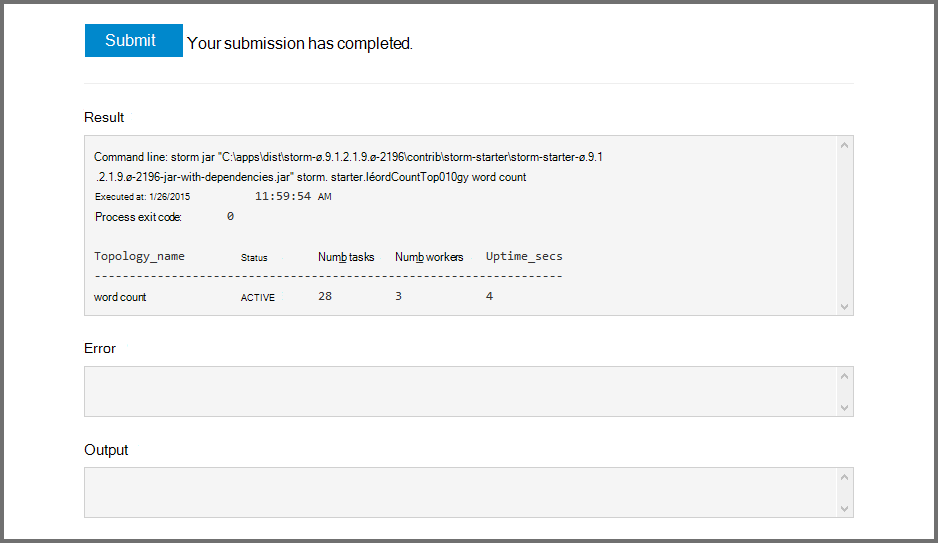 Submit Your submission has completed.
Result
Command line: storm jar "C:\apps\dist\storm-ø.9.1.2.1.9.ø-2196\contrib\storm-starter\storm-starter-ø.9.1
.2.1.9.ø-2196-jar-with-dependencies.jar" storm. starter.léordCountTop010gy word count
Executed at: 1/26/2015 11:59:54 AM
Process exit code: 0
Topology_name Status Numb tasks Numb workers Uptime_secs
-------------------------------------------------------------------
word count ACTIVE 28 3 4
Error
Output